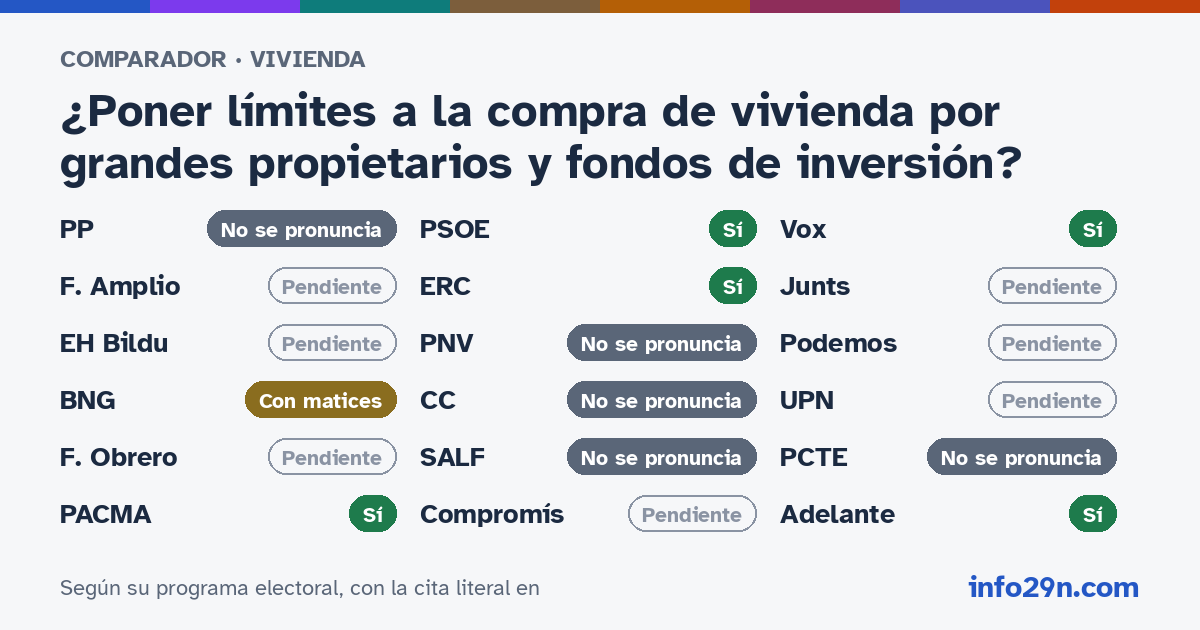 COMPARADOR · VIVIENDA
¿Poner límites a la compra de vivienda por
grandes propietarios y fondos de inversión?
PP No se pronuncia PSOE Sí Vox Sí
F. Amplio Pendiente ERC Sí Junts Pendiente
EH Bildu Pendiente PNV No se pronuncia Podemos Pendiente
BNG Con matices CC No se pronuncia UPN Pendiente
F. Obrero Pendiente SALF No se pronuncia PCTE No se pronuncia
PACMA Sí Compromís Pendiente Adelante Sí
Según su programa electoral, con la cita literal en info29n.com